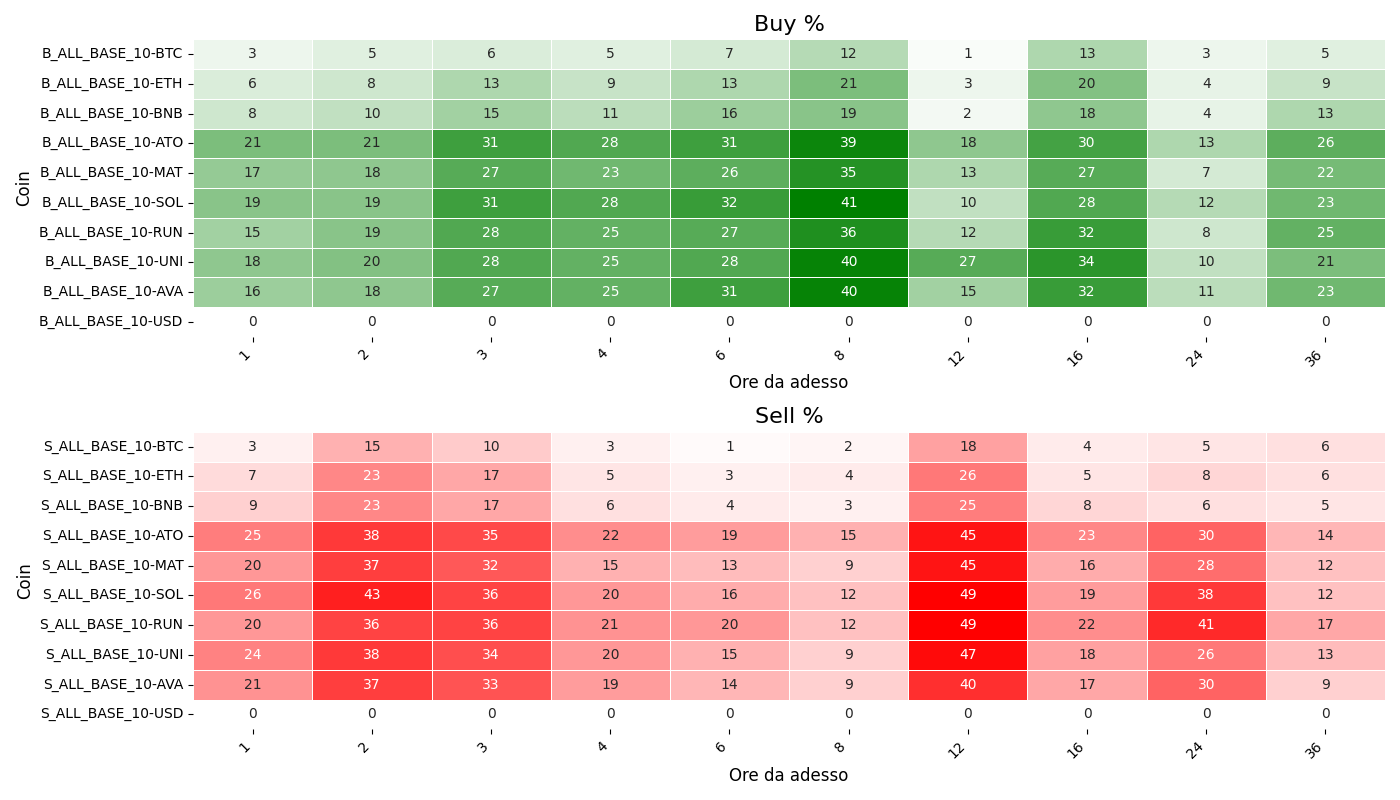 Buy %
Coin
B_ALL_BASE_10-BTC 3 5 6 5 7 12 1 13 3 5
B_ALL_BASE_10-ETH 6 8 13 9 13 21 3 20 4 9
B_ALL_BASE_10-BNB 8 10 15 11 16 19 2 18 4 13
B_ALL_BASE_10-ATO 21 21 31 28 31 39 18 30 13 26
B_ALL_BASE_10-MAT 17 18 27 23 26 35 13 27 7 22
B_ALL_BASE_10-SOL 19 19 31 28 32 41 10 28 12 23
B_ALL_BASE_10-RUN 15 19 28 25 27 36 12 32 8 25
B_ALL_BASE_10-UNI 18 20 28 25 28 40 27 34 10 21
B_ALL_BASE_10-AVA 16 18 27 25 31 40 15 32 11 23
B_ALL_BASE_10-USD 0 0 0 0 0 0 0 0 0 0
1 2 3 4 6 8 12 16 24 36
Ore da adesso
Sell %
Coin
S_ALL_BASE_10-BTC 3 15 10 3 1 2 18 4 5 6
S_ALL_BASE_10-ETH 7 23 17 5 3 4 26 5 8 6
S_ALL_BASE_10-BNB 9 23 17 6 4 3 25 8 6 5
S_ALL_BASE_10-ATO 25 38 35 22 19 15 45 23 30 14
S_ALL_BASE_10-MAT 20 37 32 15 13 9 45 16 28 12
S_ALL_BASE_10-SOL 26 43 36 20 16 12 49 19 38 12
S_ALL_BASE_10-RUN 20 36 36 21 20 12 49 22 41 17
S_ALL_BASE_10-UNI 24 38 34 20 15 9 47 18 26 13
S_ALL_BASE_10-AVA 21 37 33 19 14 9 40 17 30 9
S_ALL_BASE_10-USD 0 0 0 0 0 0 0 0 0 0
1 2 3 4 6 8 12 16 24 36
Ore da adesso